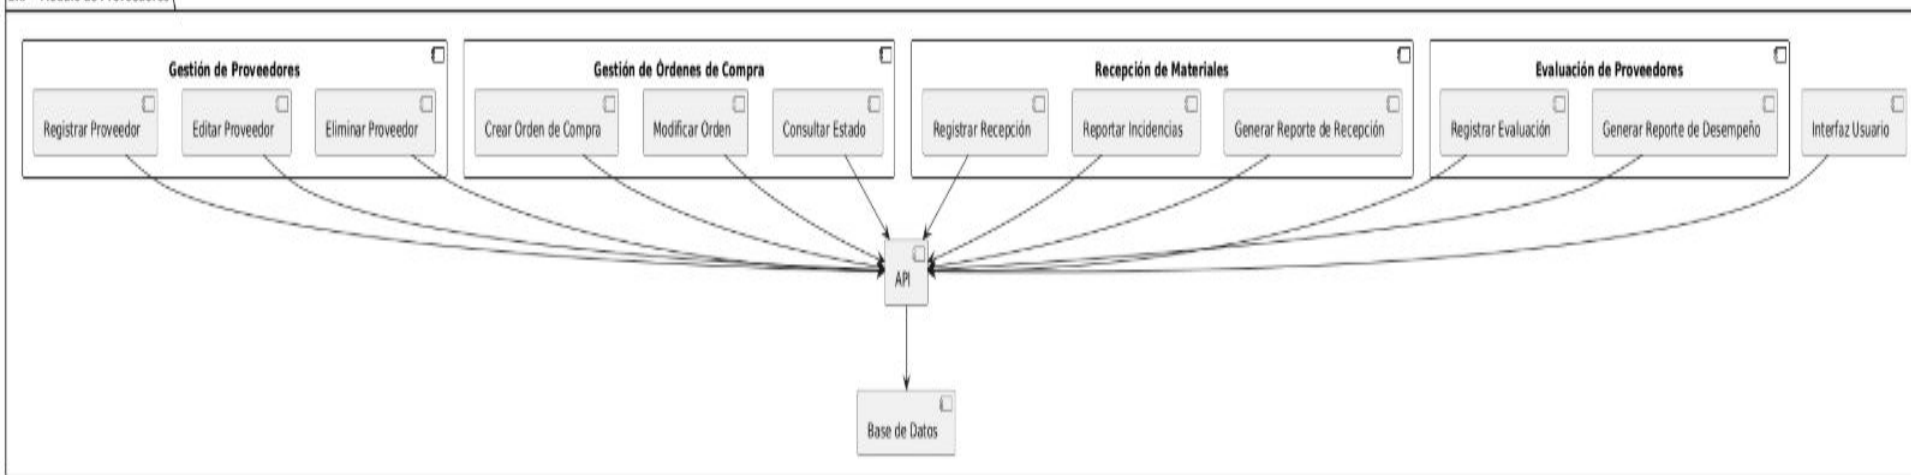 Gestión de Proveedores
Registrar Proveedor
Editar Proveedor
Eliminar Proveedor
Gestión de Órdenes de Compra
Crear Orden de Compra
Modificar Orden
Consultar Estado
Recepción de Materiales
Registrar Recepción
Reportar Incidencias
Generar Reporte de Recepción
Evaluación de Proveedores
Registrar Evaluación
Generar Reporte de Desempeño
Interfaz Usuario
API
Base de Datos